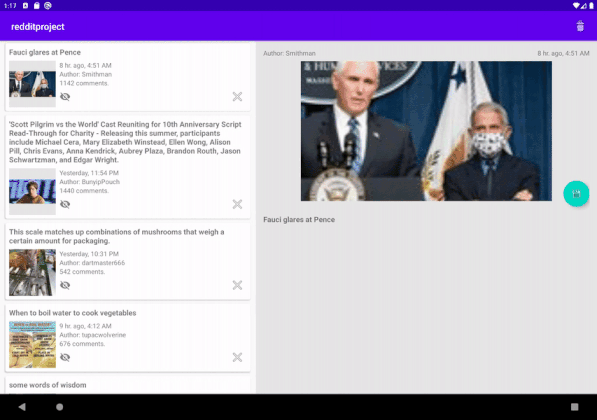 1:17
redditproject
Fauci glares at Pence
8 hr. ago, 4:51 AM
Author: Smithman
1142 comments.
'Scott Pilgrim vs the World' Cast Reuniting for 10th Anniversary Script
Read-Through for Charity - Releasing this summer, participants
include Michael Cera, Mary Elizabeth Winstead, Ellen Wong, Alison
Pill, Chris Evans, Anna Kendrick, Aubrey Plaza, Brandon Routh, Jason
Schwartzman, and Edgar Wright.
Yesterday, 11:54 PM
Author: BunyipPouch
1440 comments.
This scale matches up combinations of mushrooms that weigh a
certain amount for packaging.
Yesterday, 10:31 PM
Author: dartmaster666
542 comments.
When to boil water to cook vegetables
9 hr. ago, 4:12 AM
Author: tupacwolverine
676 comments.
some words of wisdom
Author: Smithman
8 hr. ago, 4:51 AM
& HUM
WASHIN
Fauci glares at Pence